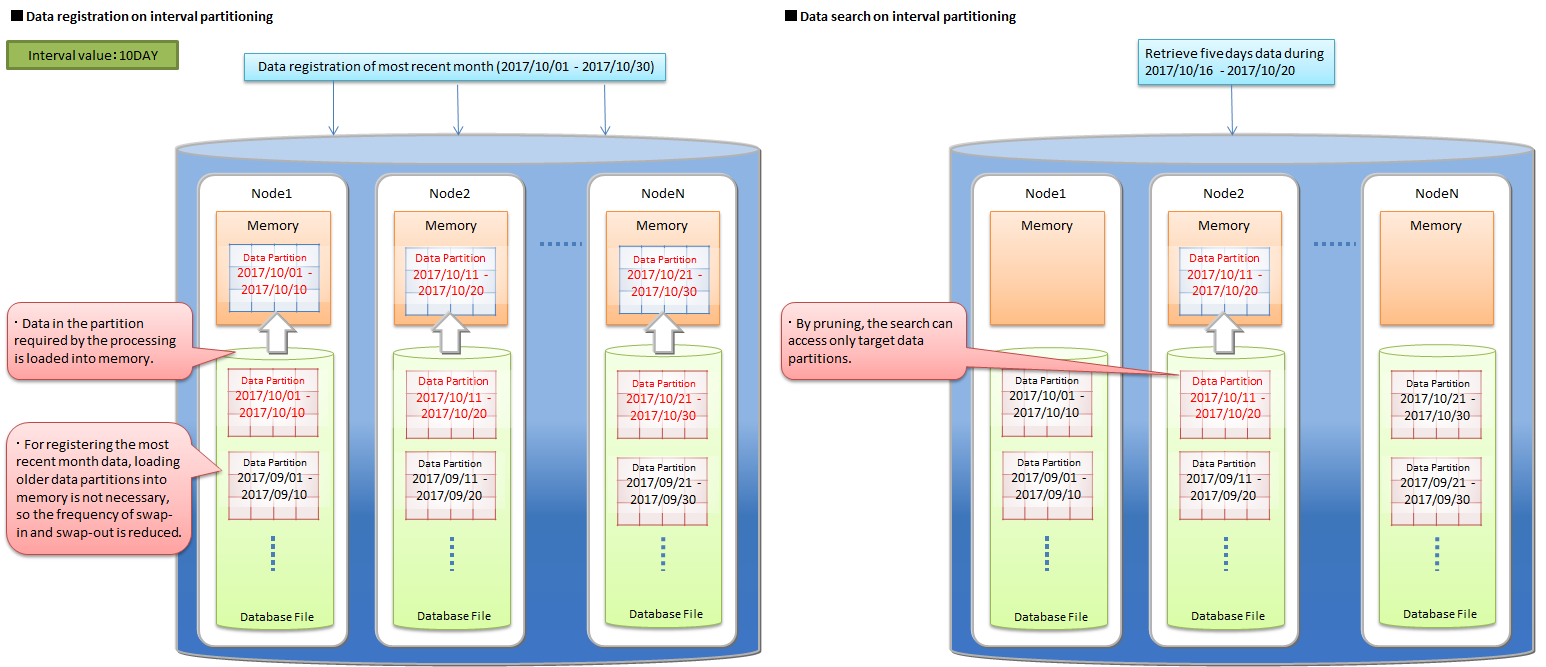 ■ Data registration on interval partitioning
Interval value：10DAY
Data registration of most recent month (2017/10/01 - 2017/10/30)
Node1
Memory
Data Partition
2017/10/01 -
2017/10/10
Data Partition
2017/10/01 -
2017/10/10
Data Partition
2017/09/01 -
2017/09/10
Database File
Node2
Memory
Data Partition
2017/10/11 -
2017/10/20
Data Partition
2017/10/11 -
2017/10/20
Data Partition
2017/09/11 -
2017/09/20
Database File
NodeN
Memory
Data Partition
2017/10/21 -
2017/10/30
Data Partition
2017/10/21 -
2017/10/30
Data Partition
2017/09/21 -
2017/09/30
Database File
・Data in the partition
required by the processing
is loaded into memory.
・For registering the most
recent month data, loading
older data partitions into
memory is not necessary,
so the frequency of swap-
in and swap-out is reduced.
■ Data search on interval partitioning
Retrieve five days data during
2017/10/16 - 2017/10/20
Node1
Memory
Data Partition
2017/10/01 -
2017/10/10
Data Partition
2017/09/01 -
2017/09/10
Database File
Node2
Memory
Data Partition
2017/10/11 -
2017/10/20
Data Partition
2017/10/11 -
2017/10/20
Data Partition
2017/09/11 -
2017/09/20
Database File
NodeN
Memory
Data Partition
2017/10/21 -
2017/10/30
Data Partition
2017/09/21 -
2017/09/30
Database File
・By pruning, the search can
access only target data
partitions.